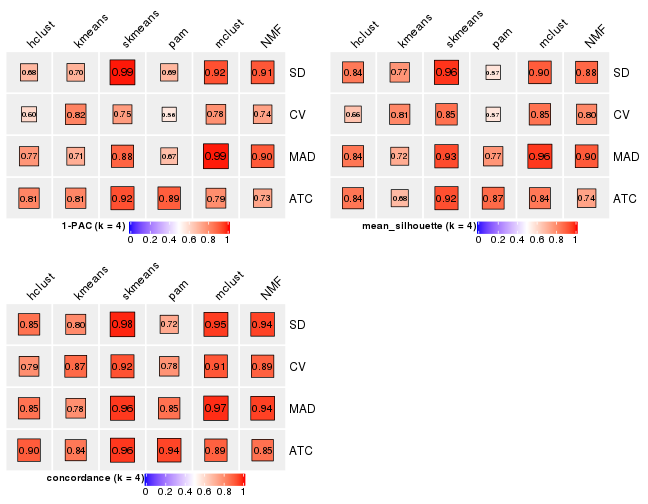 hclust kmeans skmeans pam mclust NMF
0.68 0.70 0.99 0.69 0.92 0.91 SD
0.60 0.82 0.75 0.56 0.78 0.74 CV
0.77 0.71 0.88 0.67 0.99 0.90 MAD
0.81 0.81 0.92 0.89 0.79 0.73 ATC
1-PAC (k = 4)
0 0.2 0.4 0.6 0.8 1
hclust kmeans skmeans pam mclust NMF
0.84 0.77 0.96 0.57 0.90 0.88 SD
0.66 0.81 0.85 0.57 0.85 0.80 CV
0.84 0.72 0.93 0.77 0.96 0.90 MAD
0.84 0.68 0.92 0.87 0.84 0.74 ATC
mean_silhouette (k = 4)
0 0.2 0.4 0.6 0.8 1
hclust kmeans skmeans pam mclust NMF
0.85 0.80 0.98 0.72 0.95 0.94 SD
0.79 0.87 0.92 0.78 0.91 0.89 CV
0.85 0.78 0.96 0.85 0.97 0.94 MAD
0.90 0.84 0.96 0.94 0.89 0.85 ATC
concordance (k = 4)
0 0.2 0.4 0.6 0.8 1